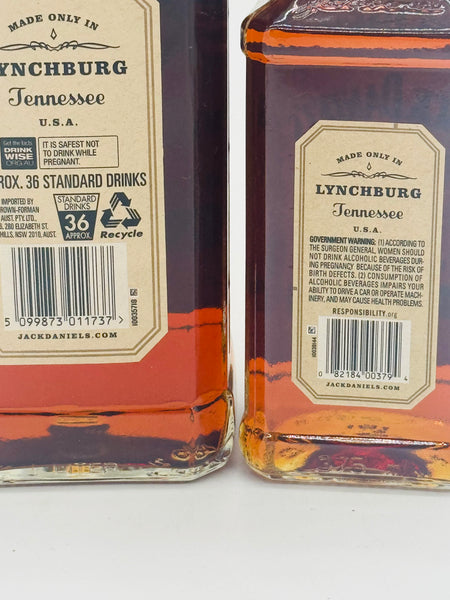 MADE ONLY IN
YNCHBURG
Tennessee
U.S.A.
Get the facts
DRINK
WISE
.ORG.AU
IT IS SAFEST NOT
TO DRINK WHILE
PREGNANT.
ROX. 36 STANDARD DRINKS
IMPORTED BY
ROWN-FORMAN
AUST. PTY. LTD.,
280 ELIZABETH ST.
HILLS, NSW 2010, AUST.
STANDARD
DRINKS
36
APPROX.
Recycle
5 099873 011737 >
10035710
JACKDANIELS.COM
MADE ONLY IN
LYNCHBURG
Tennessee
U.S.A.
GOVERNMENT WARNING: (1) ACCORDING TO
THE SURGEON GENERAL, WOMEN SHOULD
NOT DRINK ALCOHOLIC BEVERAGES DUR-
ING PREGNANCY BECAUSE OF THE RISK OF
BIRTH DEFECTS. (2) CONSUMPTION OF
ALCOHOLIC BEVERAGES IMPAIRS YOUR
ABILITY TO DRIVE A CAR OR OPERATE MACH-
INERY, AND MAY CAUSE HEALTH PROBLEMS.
RESPONSIBILITY.org
0 82184 00379 4
JACKDANIELS.COM